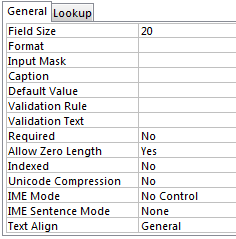 General Lookup
Field Size 20
Format
Input Mask
Caption
Default Value
Validation Rule
Validation Text
Required No
Allow Zero Length Yes
Indexed No
Unicode Compression No
IME Mode No Control
IME Sentence Mode None
Text Align General